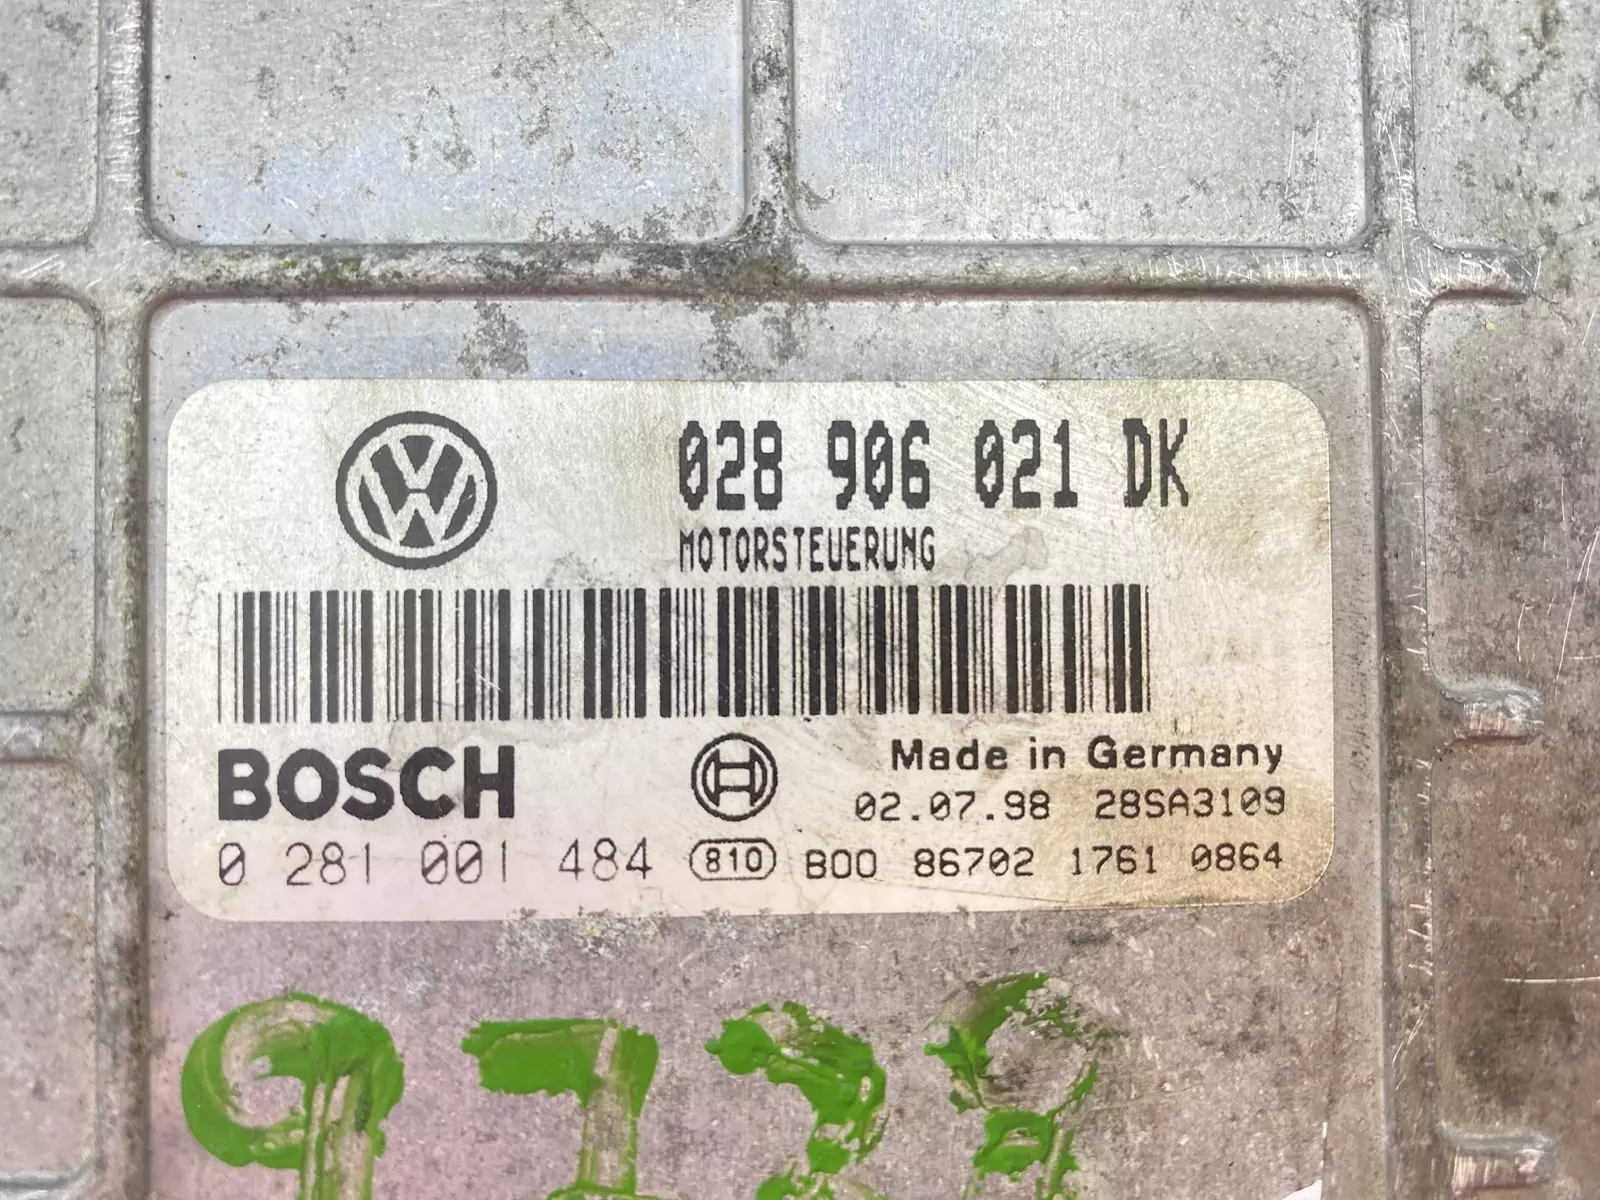 028 906 021 DK
MOTORSTEUERUNG
BOSCH
Made in Germany
02.07.98 28SA3109
0 281 001 484 810 B00 86702 1761 0864